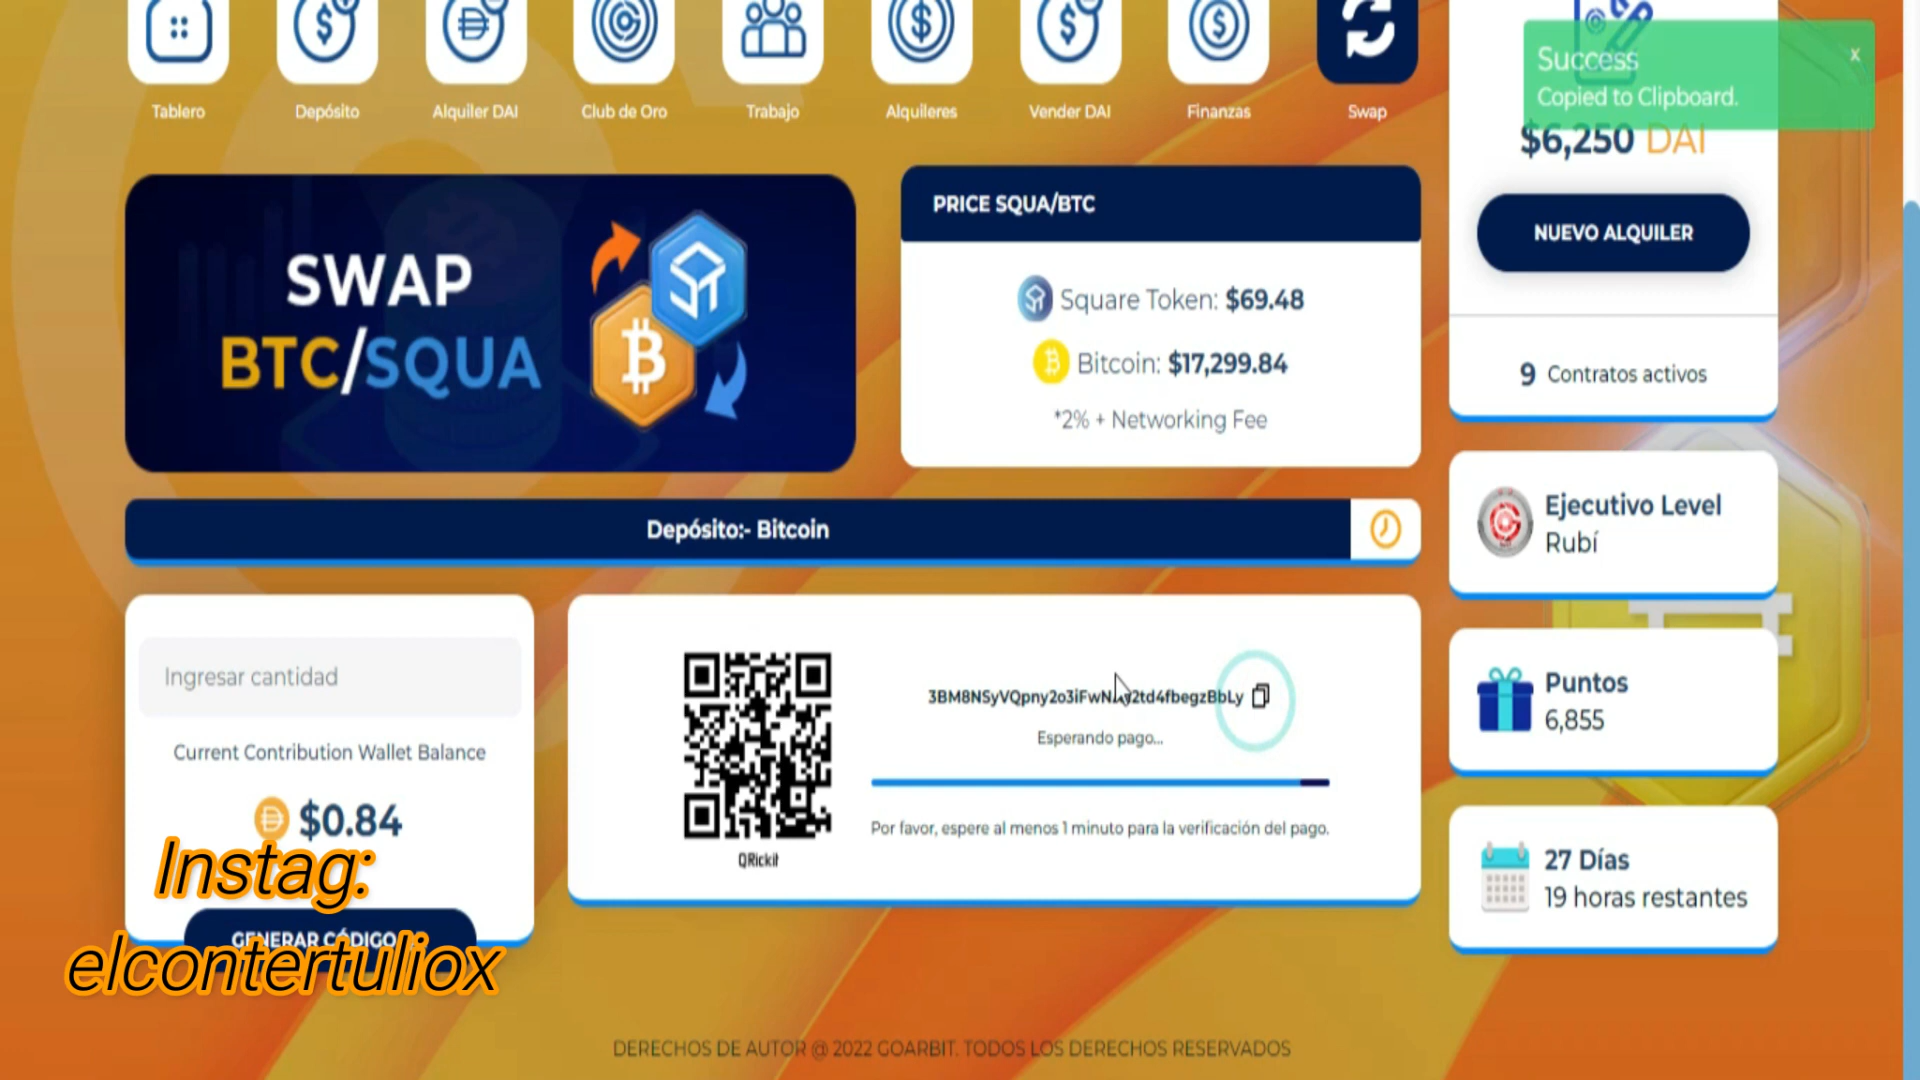 Tablero
Depósito
Alquiler DAI
Club de Oro
Trabajo
Alquileres
Vender DAI
Finanzas
Swap
Success
x
Copied to Clipboard.
$6,250 DAI
NUEVO ALQUILER
9 Contratos activos
SWAP
BTC/SQUA
PRICE SQUA/BTC
Square Token: $69.48
Bitcoin: $17,299.84
*2% + Networking Fee
Depósito:- Bitcoin
Ejecutivo Level
Rubí
Puntos
6,855
27 Días
19 horas restantes
Ingresar cantidad
Current Contribution Wallet Balance
$0.84
GENERAR CÓDIGO
QRickit
Esperando pago...
Por favor, espere al menos 1 minuto para la verificación del pago.
Instag:
elcontertuliox
DERECHOS DE AUTOR @ 2022 GOARBIT. TODOS LOS DERECHOS RESERVADOS